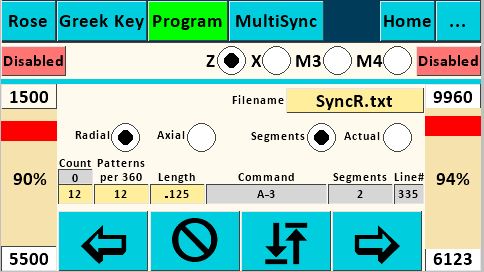 Rose Greek Key Program MultiSync Home ...
Disabled Z X M3 M4 Disabled
1500 Filename SyncR.txt 9960
Radial Axial Segments Actual
Count Patterns per 360 Length Command Segments Line#
0
90% 12 12 .125 A-3 2 335 94%
5500 6123